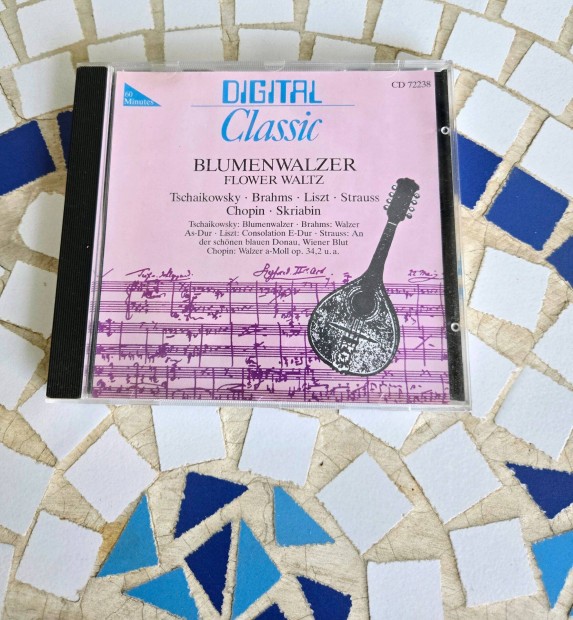 60
Minutes
DIGITAL
CD 72238
Classic
BLUMENWALZER
FLOWER WALTZ
Tschaikowsky · Brahms · Liszt · Strauss
Chopin · Skriabin
Tschaikowsky: Blumenwalzer · Brahms: Walzer
As-Dur · Liszt: Consolation E-Dur · Strauss: An
der schönen blauen Donau, Wiener Blut
Chopin: Walzer a-Moll op. 34,2 u. a.